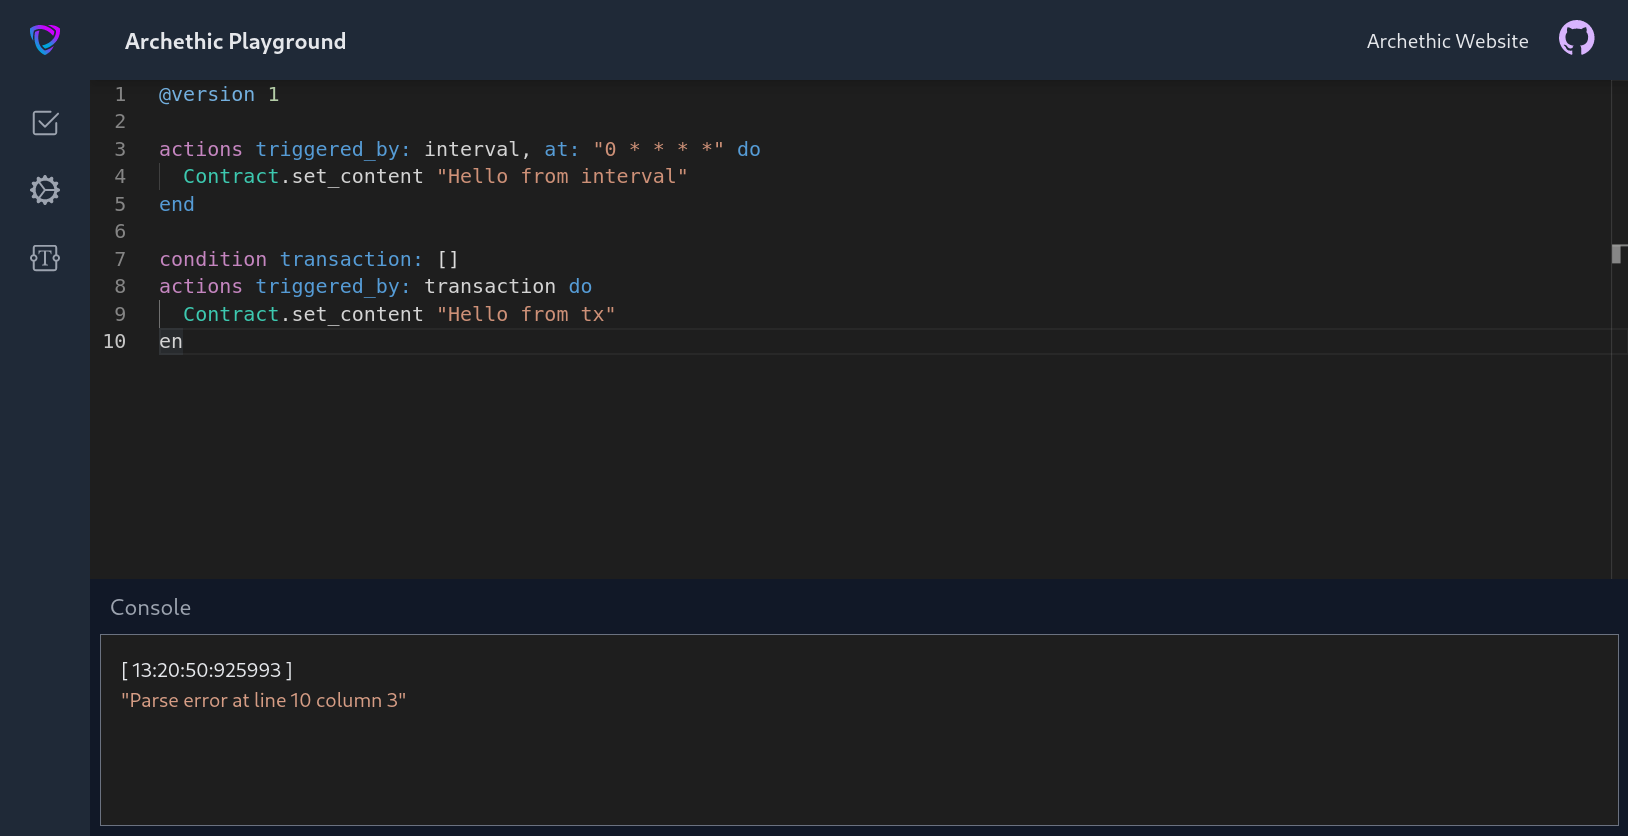 Archethic Playground
Archethic Website
1 @version 1
2
3 actions triggered_by: interval, at: "0 * * * *" do
4   Contract.set_content "Hello from interval"
5 end
6
7 condition transaction: []
8 actions triggered_by: transaction do
9   Contract.set_content "Hello from tx"
10 en
Console
[ 13:20:50:925993 ]
"Parse error at line 10 column 3"